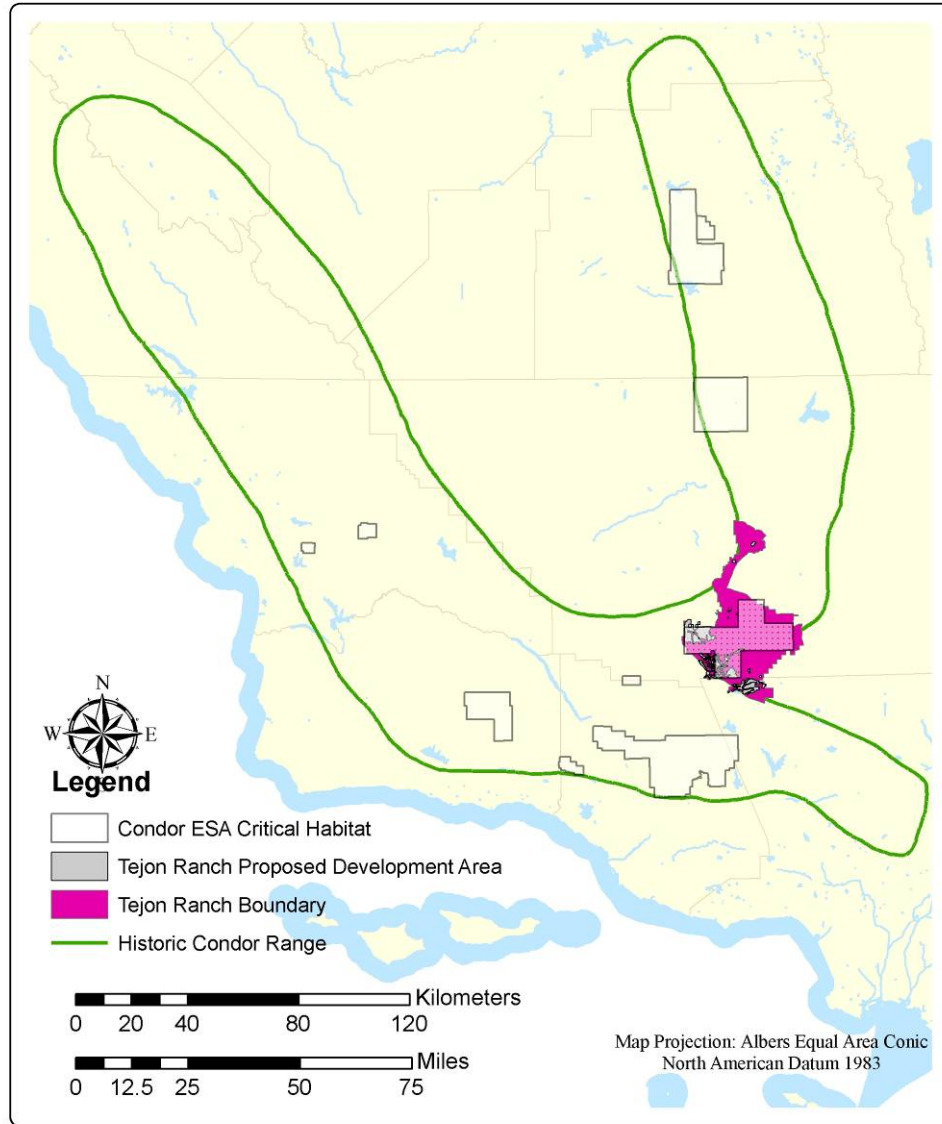 N
W E
S
Legend
Condor ESA Critical Habitat
Tejon Ranch Proposed Development Area
Tejon Ranch Boundary
Historic Condor Range
Kilometers
0 20 40 80 120
Miles
0 12.5 25 50 75
Map Projection: Albers Equal Area Conic
North American Datum 1983